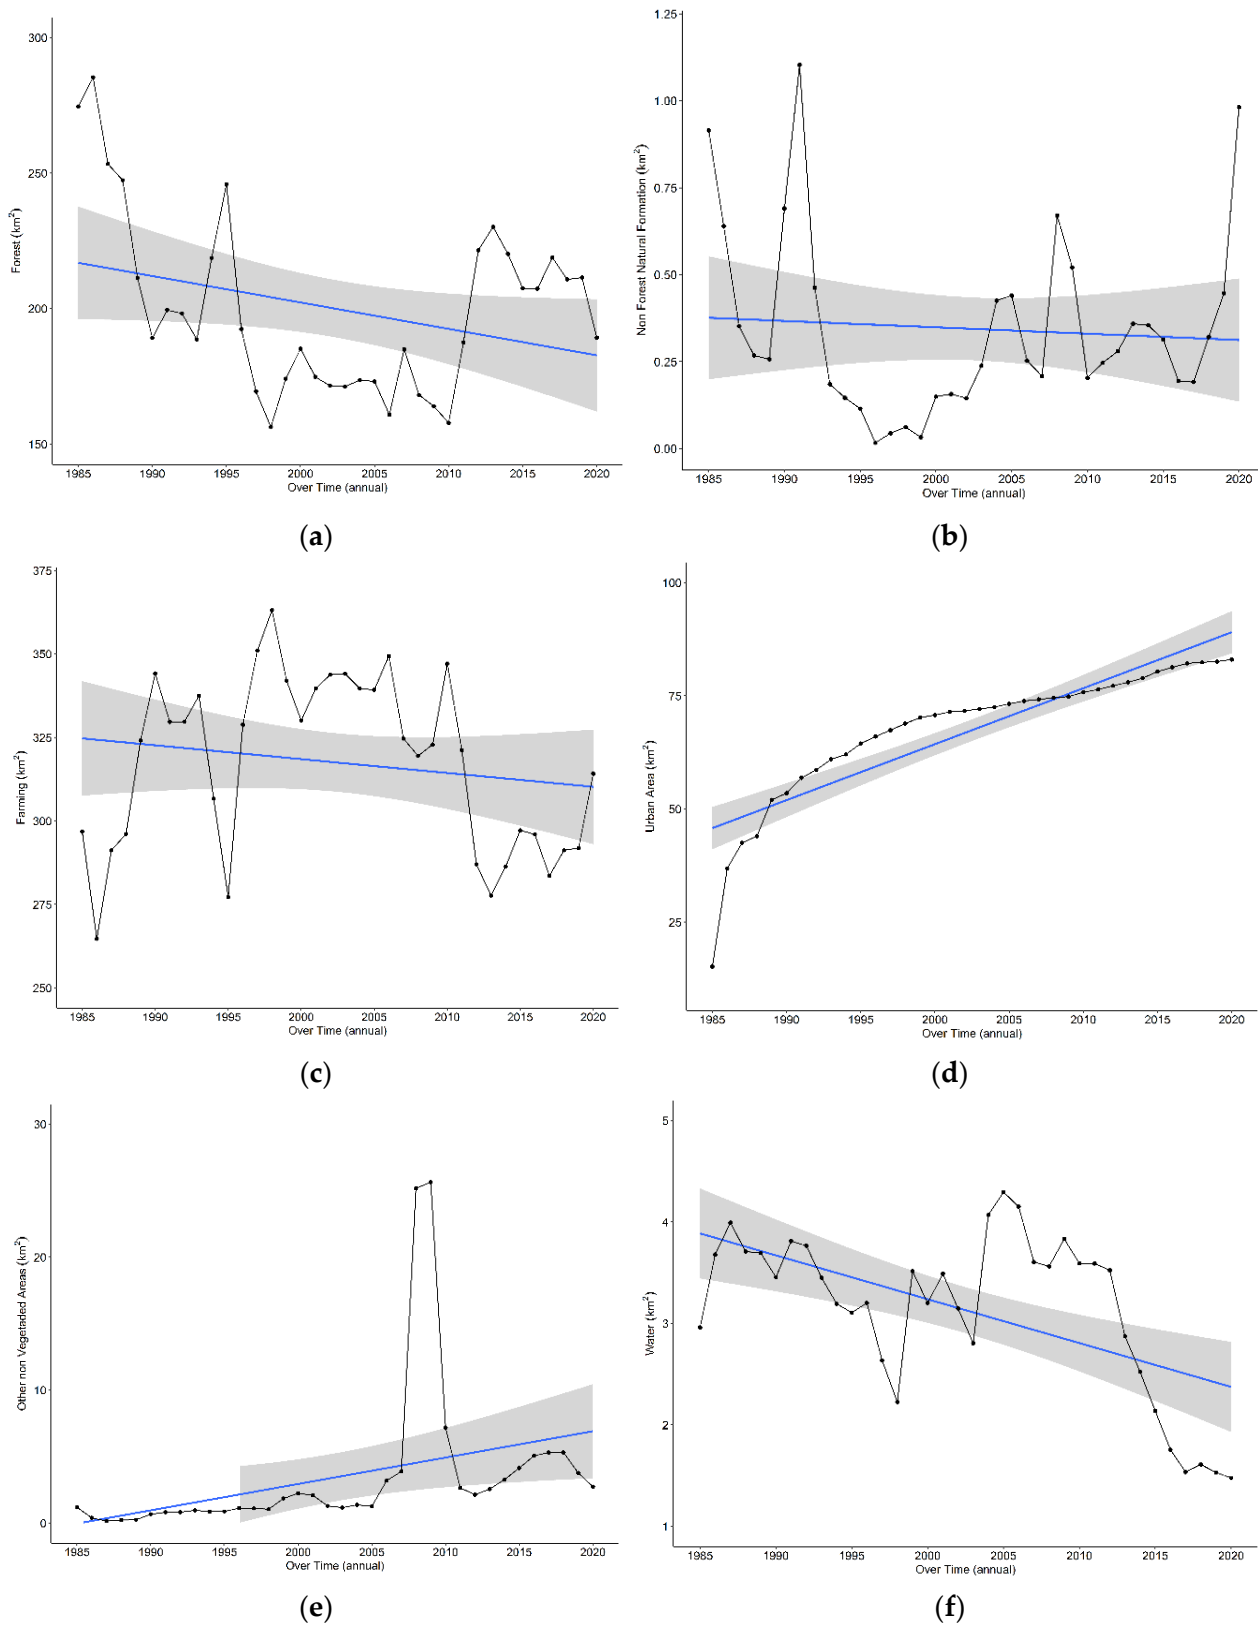 300
250
200
150
Forest (km²)
1985 1990 1995 2000 2005 2010 2015 2020
Over Time (annual)
(a)
1.25
1.00
0.75
0.50
0.25
0.00
Non Forest Natural Formation (km²)
1985 1990 1995 2000 2005 2010 2015 2020
Over Time (annual)
(b)
375
350
325
300
275
250
Farming (km²)
1985 1990 1995 2000 2005 2010 2015 2020
Over Time (annual)
(c)
100
75
50
25
Urban Area (km²)
1985 1990 1995 2000 2005 2010 2015 2020
Over Time (annual)
(d)
30
20
10
0
Other non Vegetaded Areas (km²)
1985 1990 1995 2000 2005 2010 2015 2020
Over Time (annual)
(e)
5
4
3
2
1
Water (km²)
1985 1990 1995 2000 2005 2010 2015 2020
Over Time (annual)
(f)